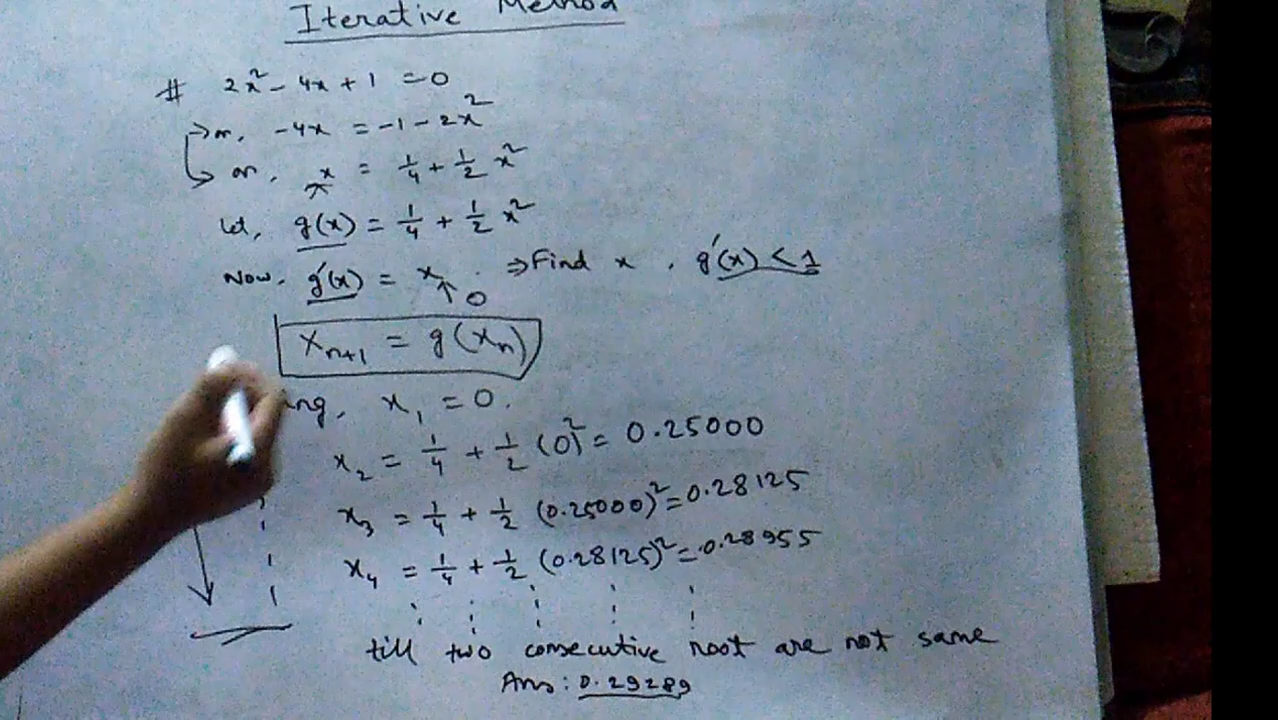 Iterative Method
# 2x² - 4x + 1 = 0
→ or, -4x = -1 - 2x²
or, x = 1/4 + 1/2 x²
Let, g(x) = 1/4 + 1/2 x²
Now, g'(x) = x ↑ 0 . ⇒ Find x , g'(x) < 1
xₙ₊₁ = g(xₙ)
x₁ = 0.
x₂ = 1/4 + 1/2 (0)² = 0.25000
x₃ = 1/4 + 1/2 (0.25000)² = 0.28125
x₄ = 1/4 + 1/2 (0.28125)² = 0.28955
till two consecutive root are not same
Ans: 0.29289